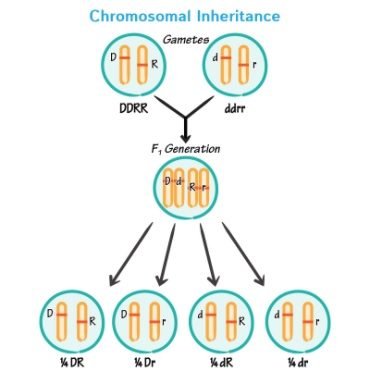 Chromosomal Inheritance
Gametes
D R d r
DDRR ddrr
F₁ Generation
D d R r
D R D r d R d r
¼ DR ¼ Dr ¼ dR ¼ dr